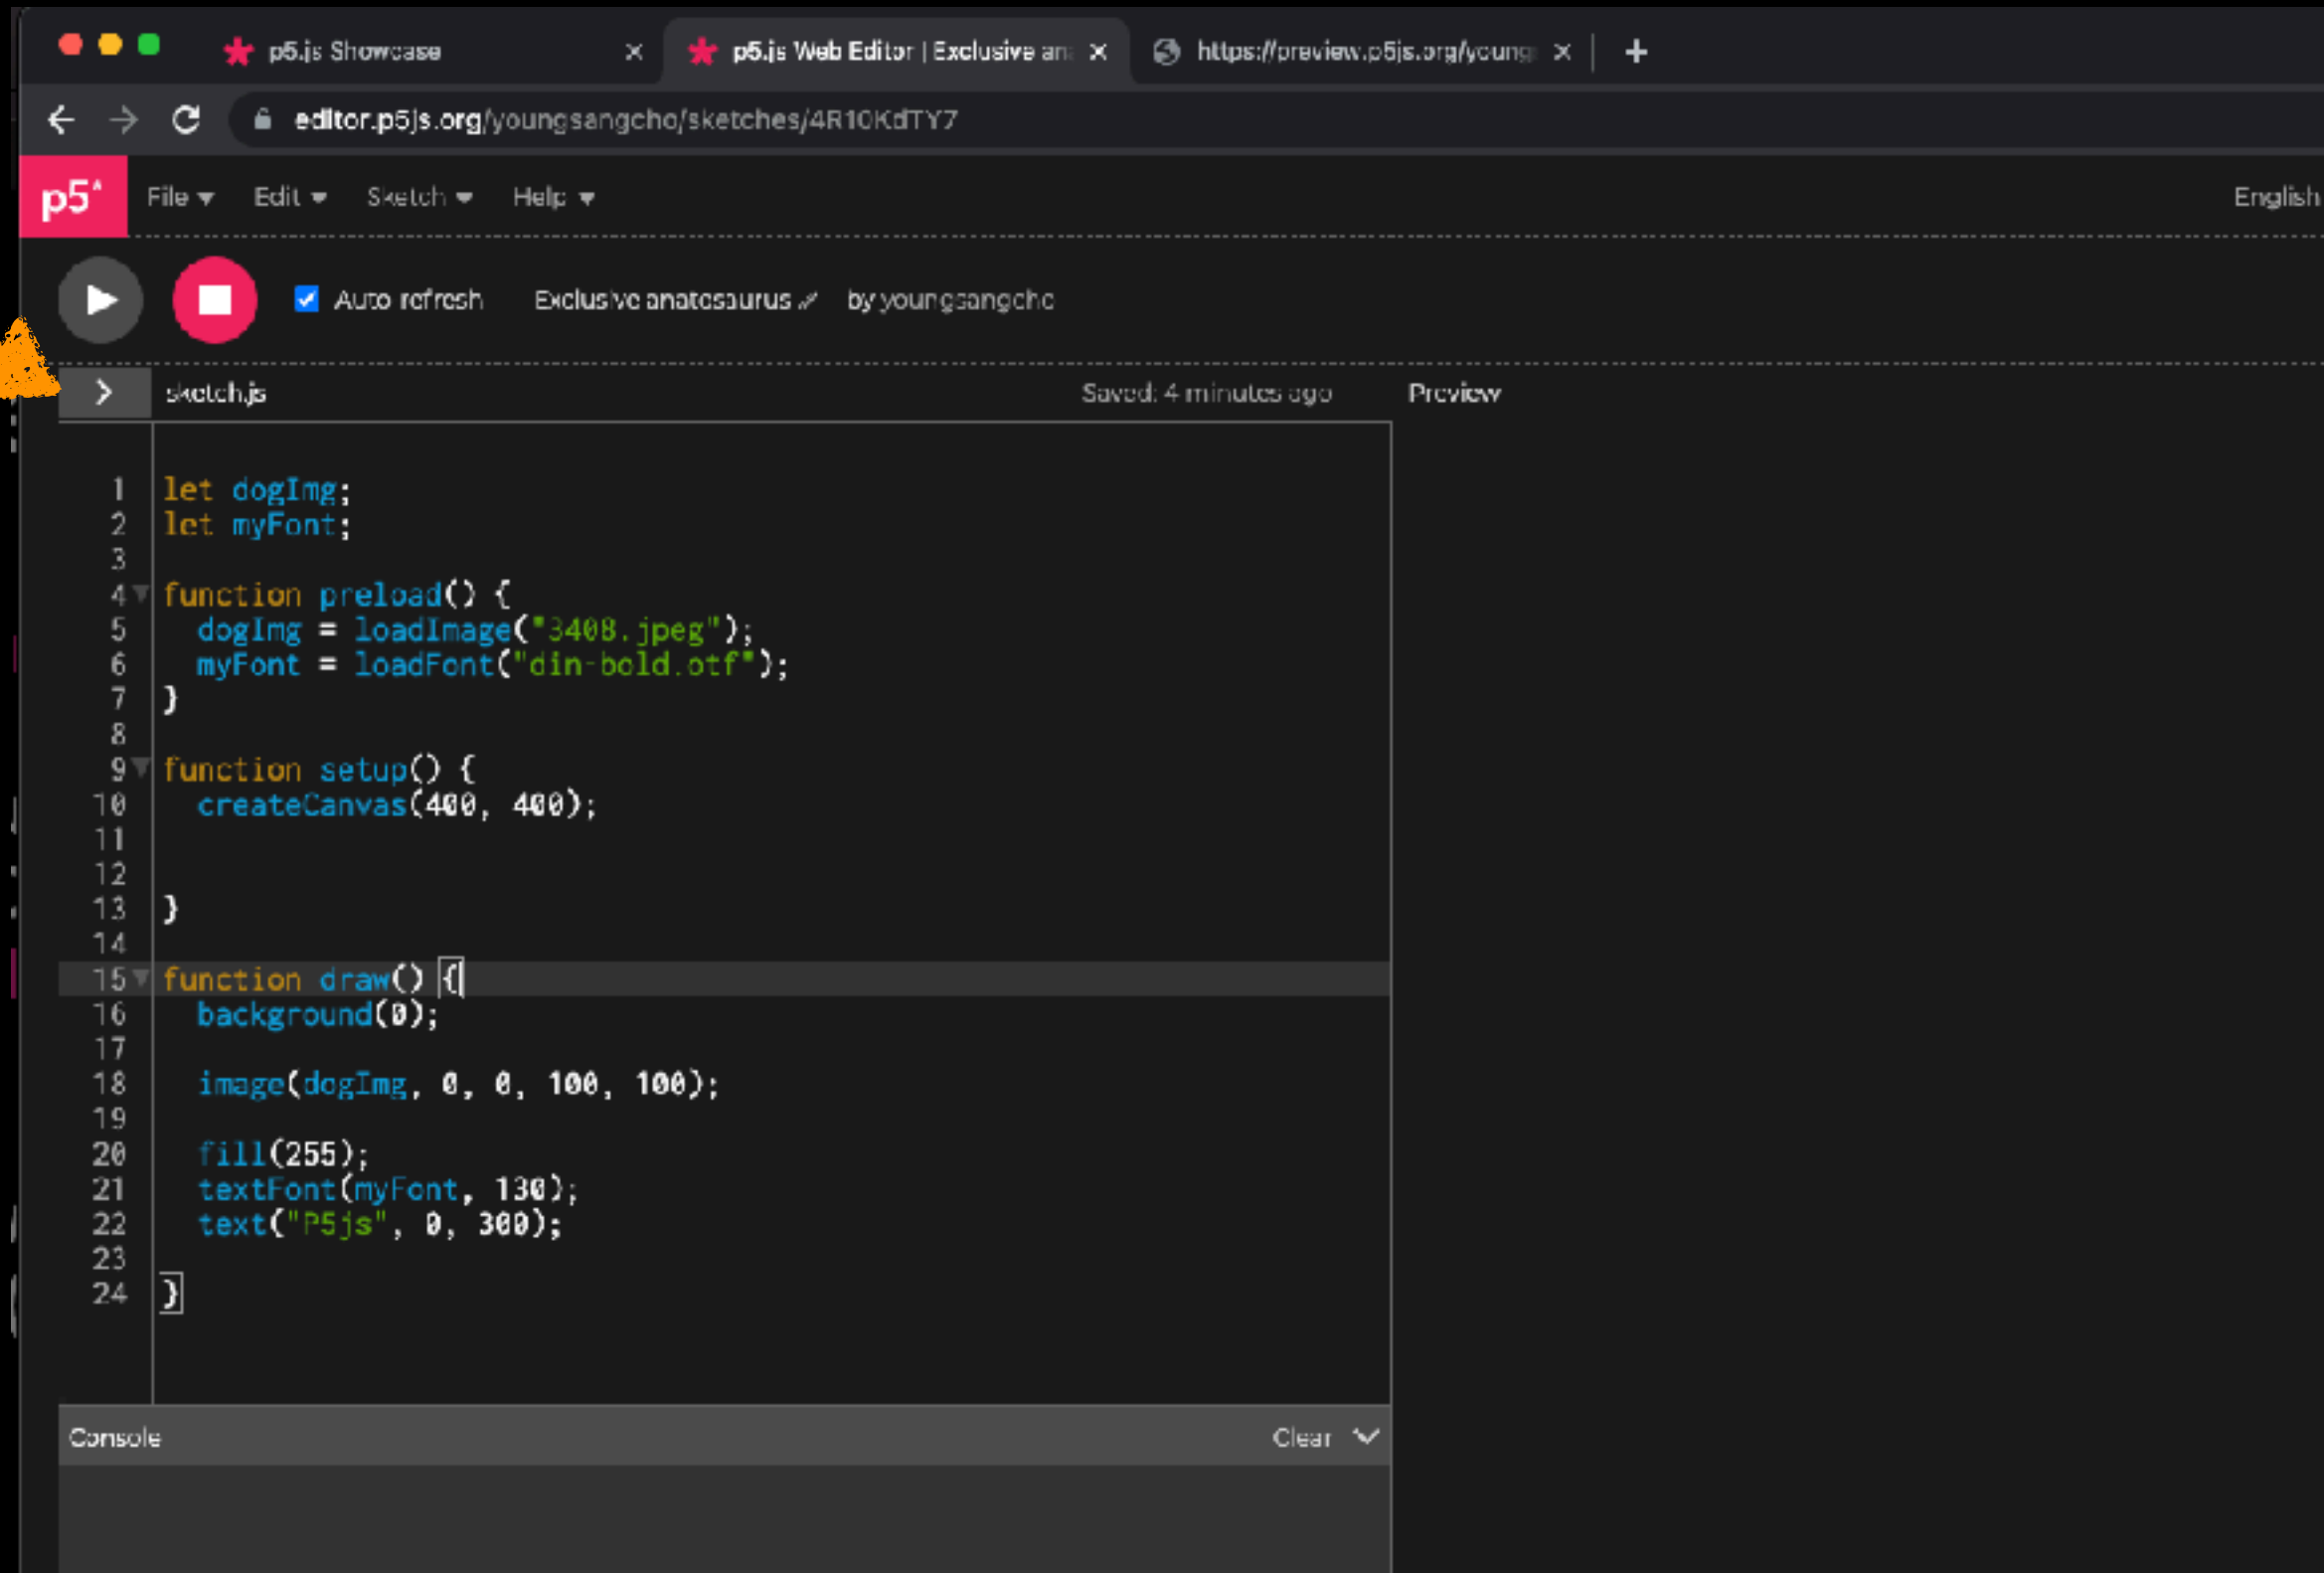 p5.js Showcase
p5.js Web Editor | Exclusive an
https://preview.p5js.org/young
editor.p5js.org/youngsangcho/sketches/4R10KdTY7
p5* File Edit Sketch Help English
Auto-refresh Exclusive anatosaurus by youngsangcho
sketch.js Saved: 4 minutes ago Preview
1 let dogImg;
2 let myFont;
3
4 function preload() {
5 dogImg = loadImage("3408.jpeg");
6 myFont = loadFont("din-bold.otf");
7 }
8
9 function setup() {
10 createCanvas(400, 400);
11
12
13 }
14
15 function draw() {
16 background(0);
17
18 image(dogImg, 0, 0, 100, 100);
19
20 fill(255);
21 textFont(myFont, 130);
22 text("P5js", 0, 300);
23
24 }
Console Clear